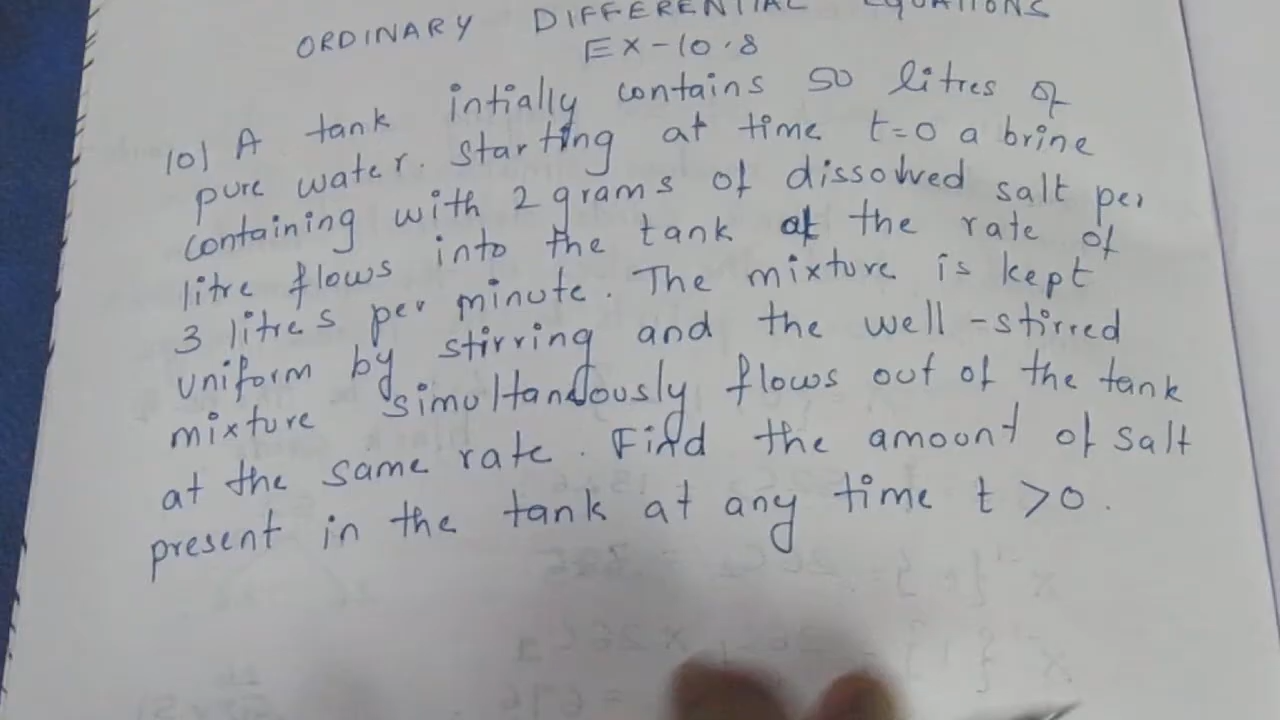 ORDINARY DIFFERENTIAL EQUATIONS
EX-10.8
10) A tank intially contains 50 litres of
pure water. Starting at time t=0 a brine
containing with 2 grams of dissolved salt per
litre flows into the tank at the rate of
3 litres per minute. The mixture is kept
uniform by stirring and the well-stirred
mixture simultaneously flows out of the tank
at the same rate. Find the amount of salt
present in the tank at any time t >0.